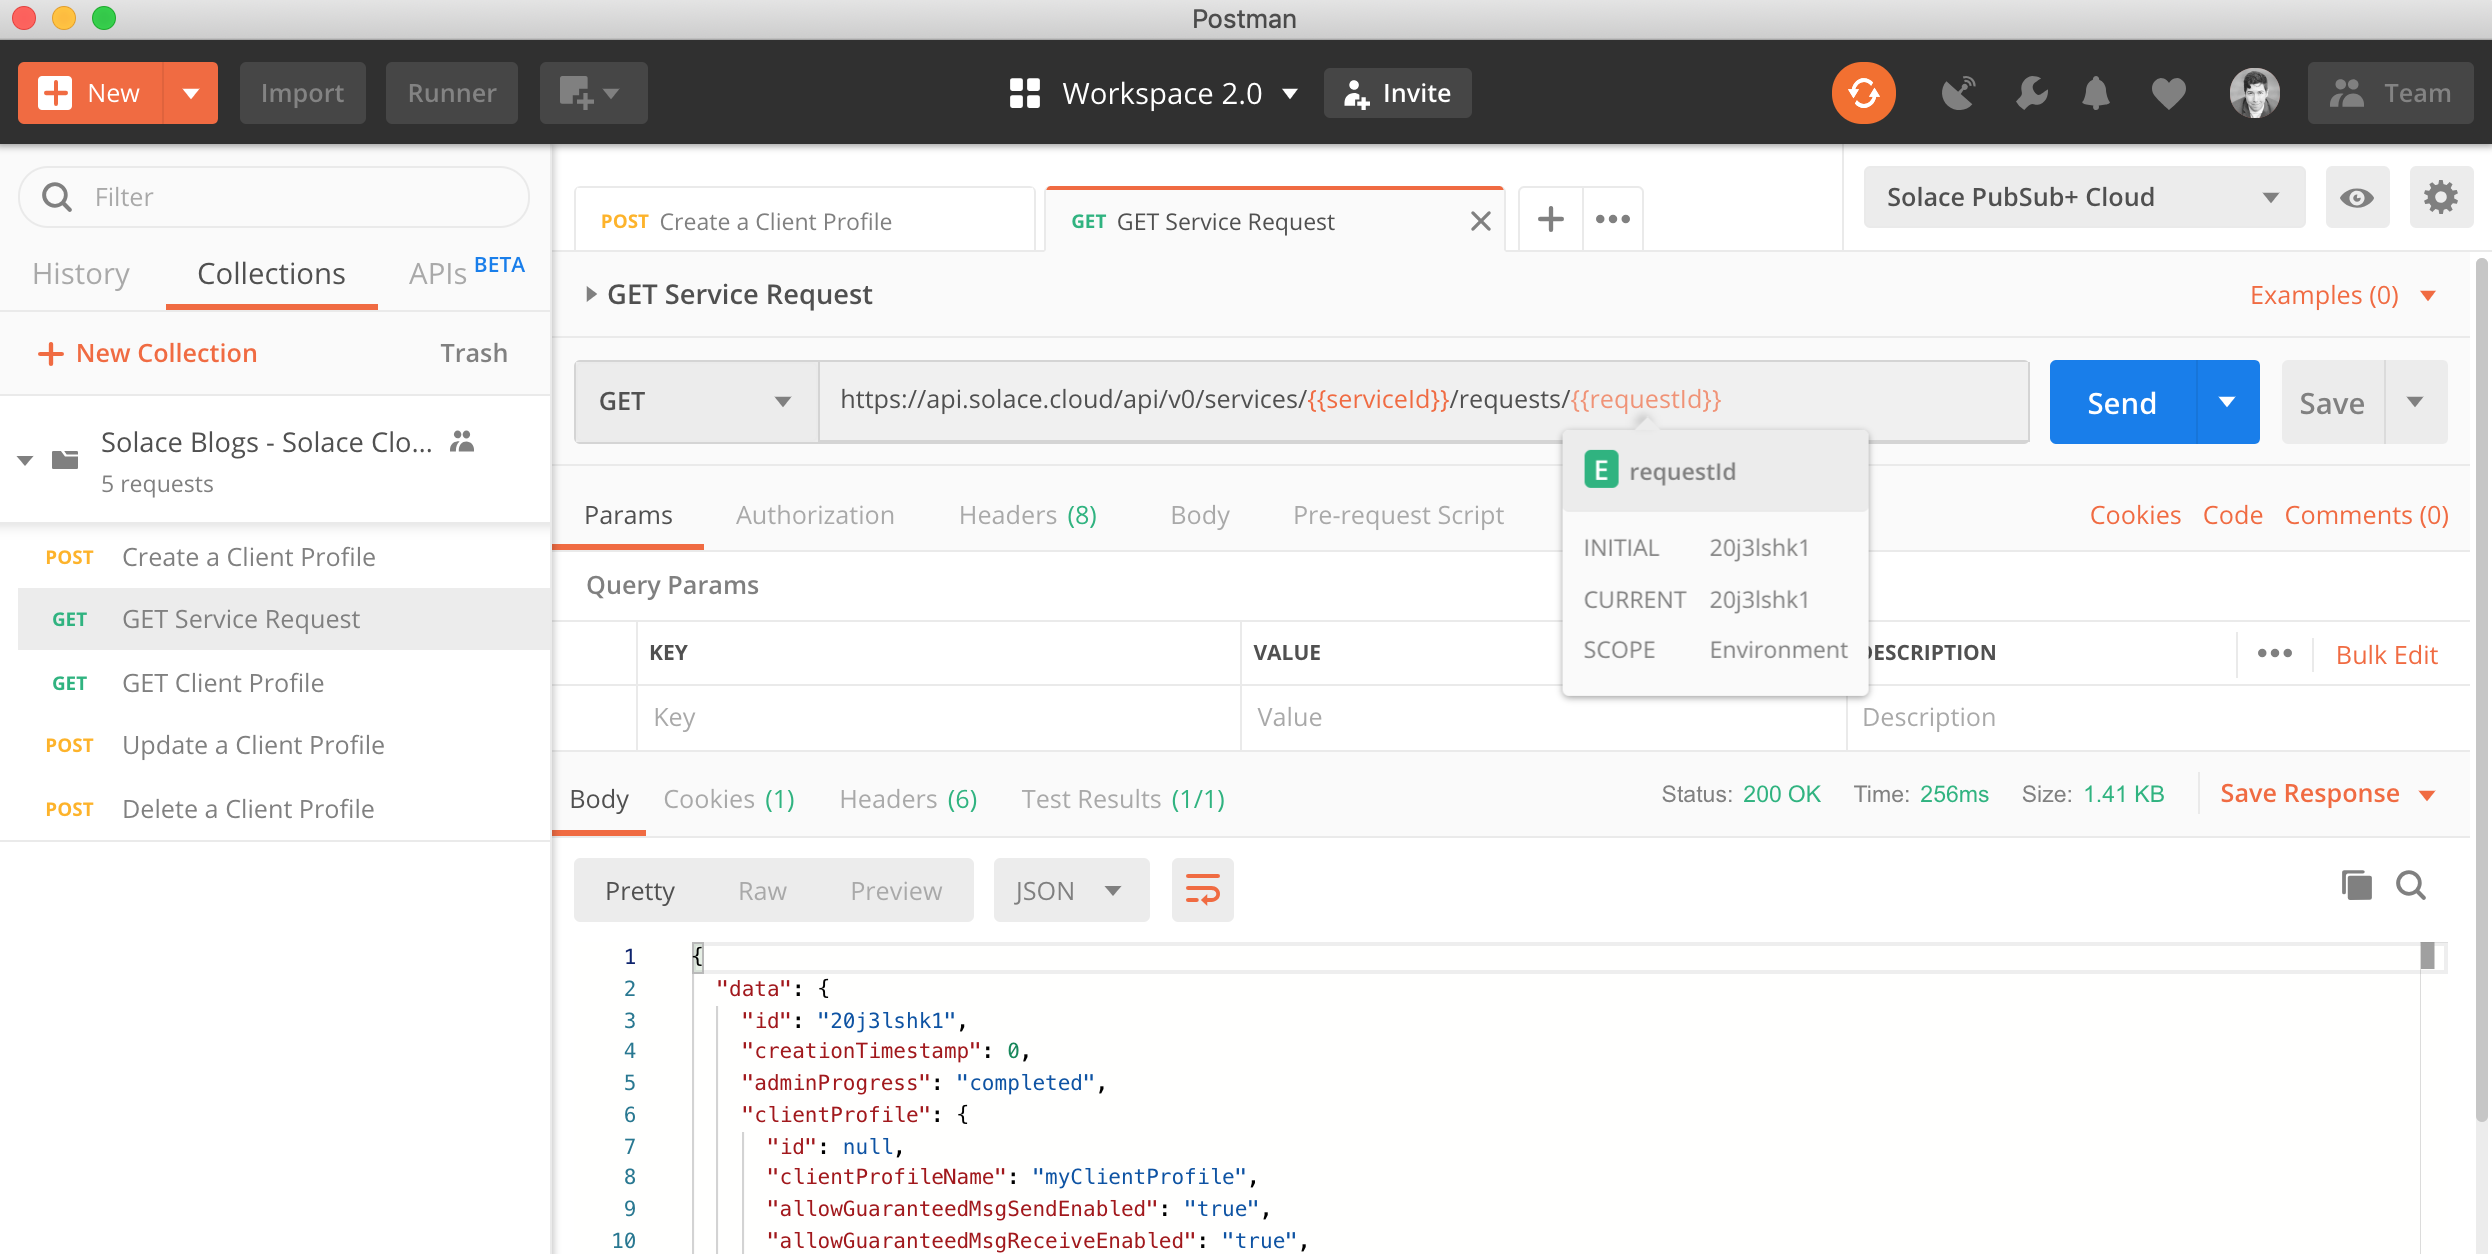 Postman
New
Import
Runner
Workspace 2.0
Invite
Team
Filter
History
Collections
APIs BETA
New Collection
Trash
Solace Blogs - Solace Clo...
5 requests
POST Create a Client Profile
GET GET Service Request
GET GET Client Profile
POST Update a Client Profile
POST Delete a Client Profile
POST Create a Client Profile
GET GET Service Request
Solace PubSub+ Cloud
GET Service Request
Examples (0)
GET
https://api.solace.cloud/api/v0/services/{{serviceId}}/requests/{{requestId}}
Send
Save
E requestId
INITIAL 20j3lshk1
CURRENT 20j3lshk1
SCOPE Environment
Params
Authorization
Headers (8)
Body
Pre-request Script
Cookies
Code
Comments (0)
Query Params
KEY
VALUE
DESCRIPTION
Bulk Edit
Key
Value
Description
Body
Cookies (1)
Headers (6)
Test Results (1/1)
Status: 200 OK
Time: 256ms
Size: 1.41 KB
Save Response
Pretty
Raw
Preview
JSON
1 {
2 "data": {
3 "id": "20j3lshk1",
4 "creationTimestamp": 0,
5 "adminProgress": "completed",
6 "clientProfile": {
7 "id": null,
8 "clientProfileName": "myClientProfile",
9 "allowGuaranteedMsgSendEnabled": "true",
10 "allowGuaranteedMsgReceiveEnabled": "true",